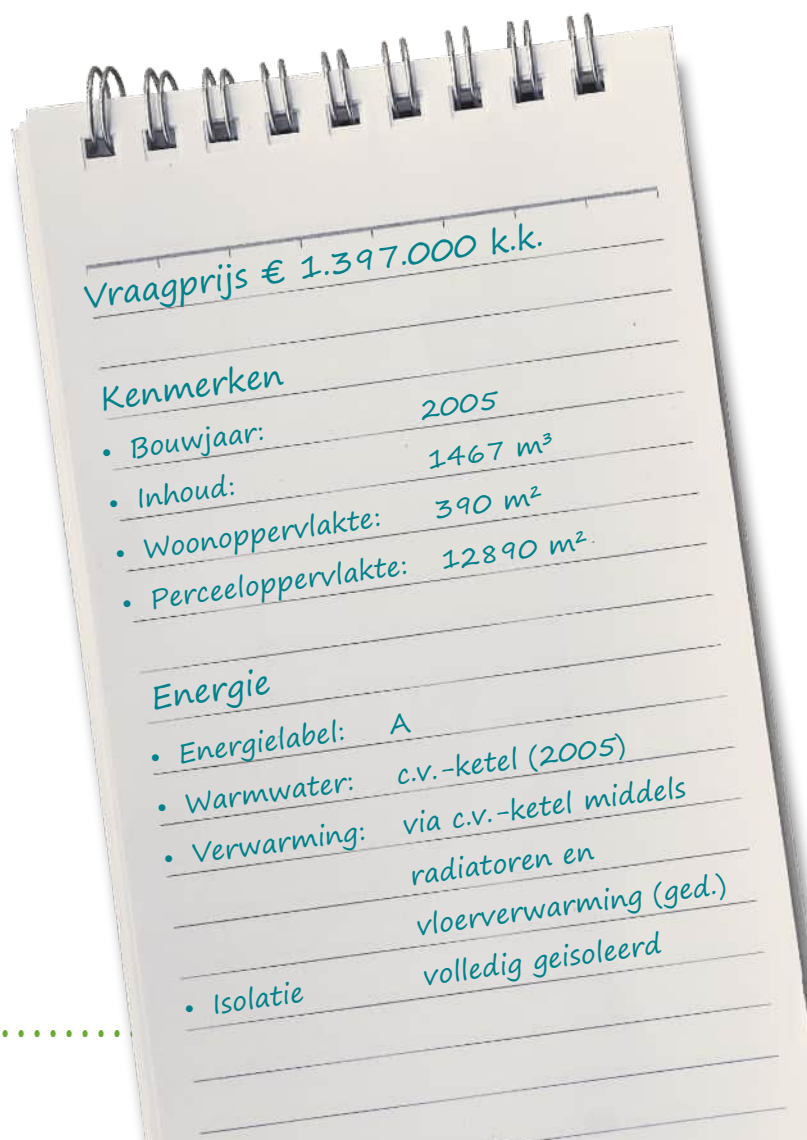 Vraagprijs € 1.397.000 k.k.
Kenmerken
• Bouwjaar: 2005
• Inhoud: 1467 m³
• Woonoppervlakte: 390 m²
• Perceeloppervlakte: 12890 m²
Energie
• Energielabel: A
• Warmwater: c.v.-ketel (2005)
• Verwarming: via c.v.-ketel middels
radiatoren en
vloerverwarming (ged.)
• Isolatie volledig geisoleerd